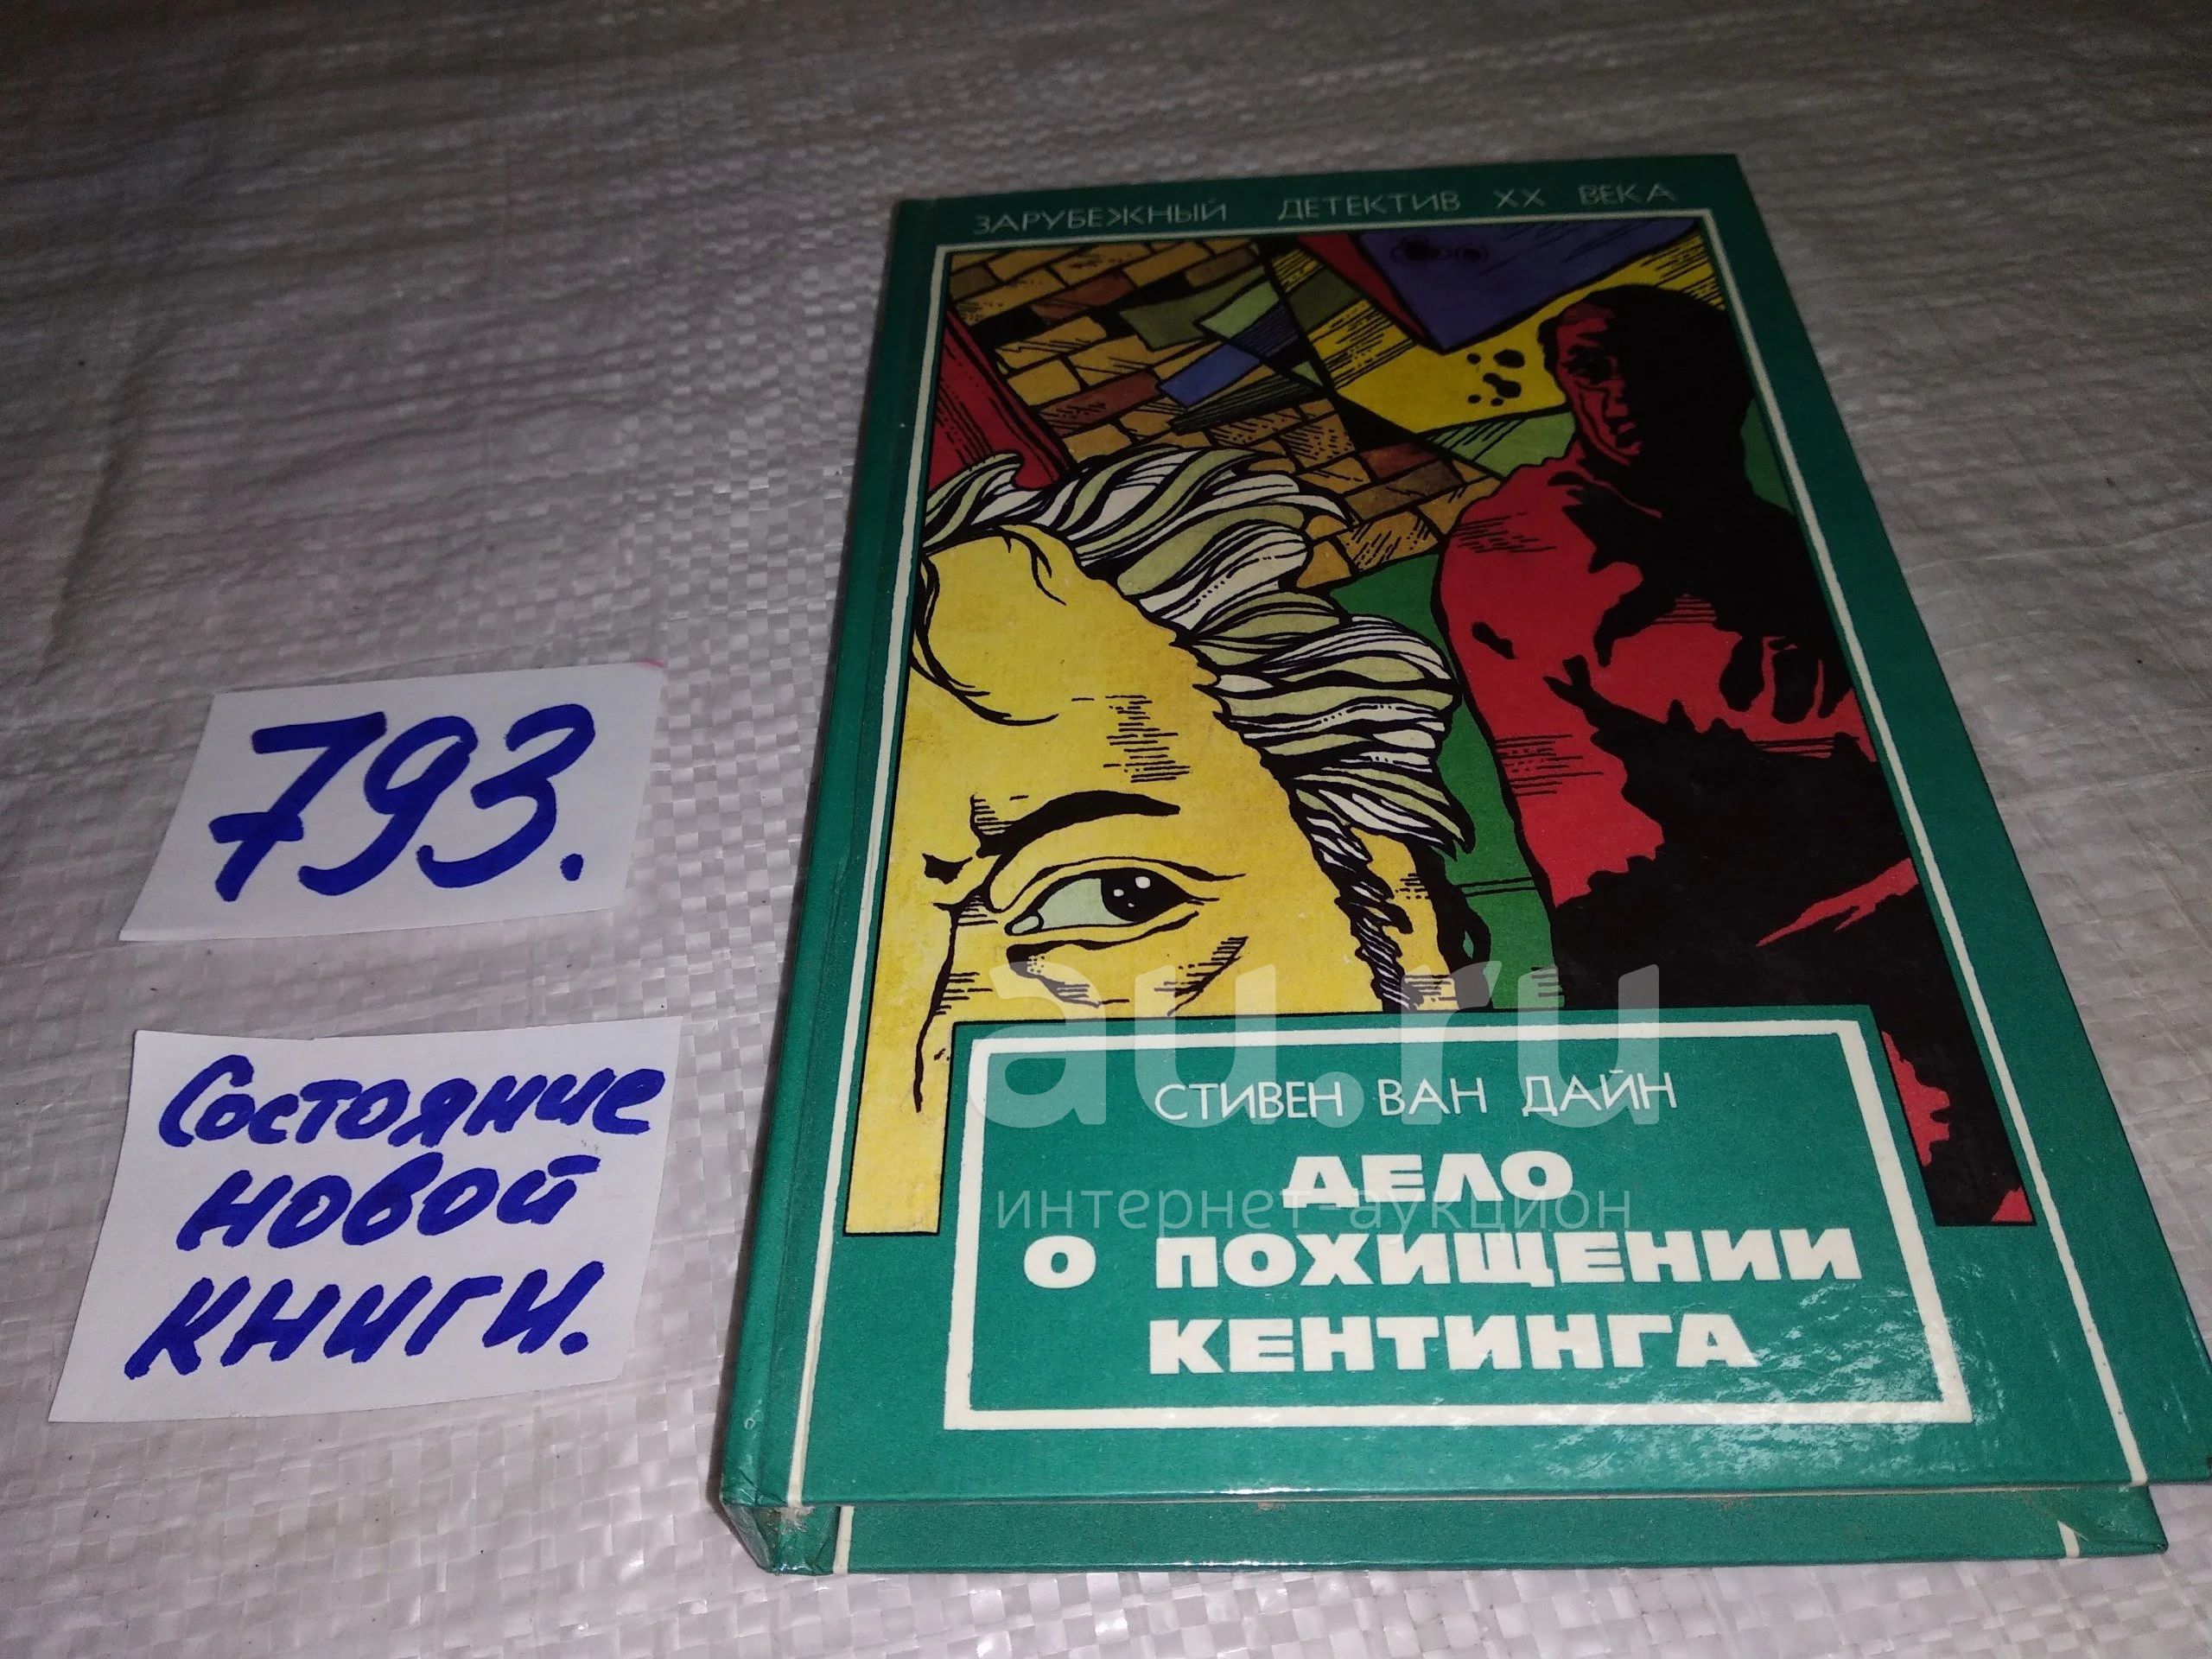 ЗАРУБЕЖНЫЙ ДЕТЕКТИВ XX ВЕКА
793.
Состояние
новой
книги.
au.ru
интернет-аукцион
СТИВЕН ВАН ДАЙН
ДЕЛО
О ПОХИЩЕНИИ
КЕНТИНГА